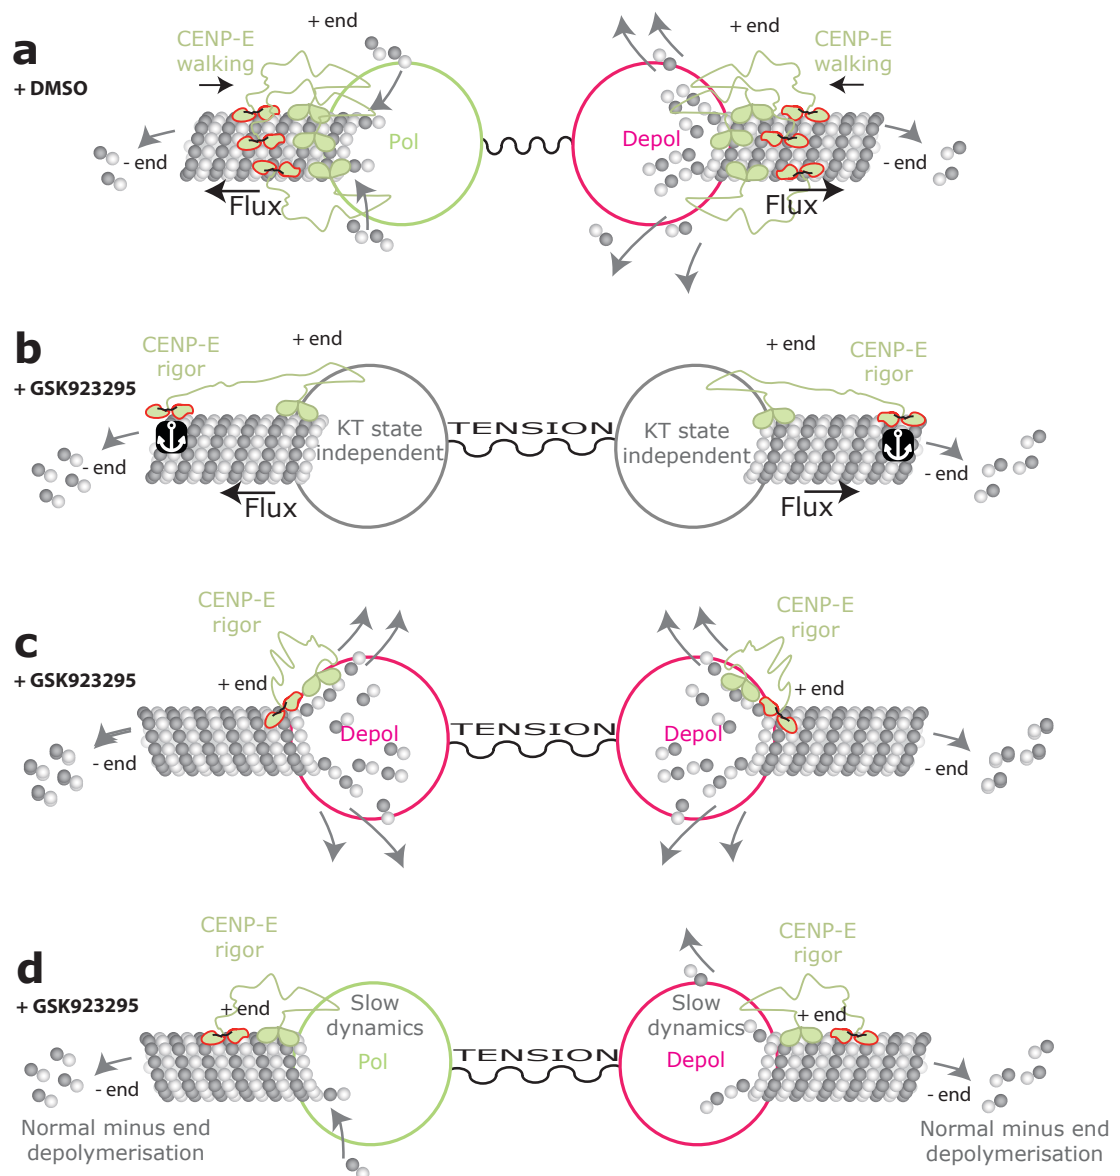 a
+ DMSO
CENP-E
walking
+ end
Pol
- end
Flux
+ end
CENP-E
walking
Depol
- end
Flux
b
+ GSK923295
CENP-E
rigor
+ end
KT state
independent
- end
Flux
TENSION
+ end
CENP-E
rigor
KT state
independent
- end
Flux
c
+ GSK923295
CENP-E
rigor
+ end
Depol
- end
TENSION
CENP-E
rigor
+ end
Depol
- end
d
+ GSK923295
CENP-E
rigor
+ end
Slow
dynamics
Pol
- end
Normal minus end
depolymerisation
TENSION
CENP-E
rigor
Slow
dynamics
+ end
Depol
- end
Normal minus end
depolymerisation